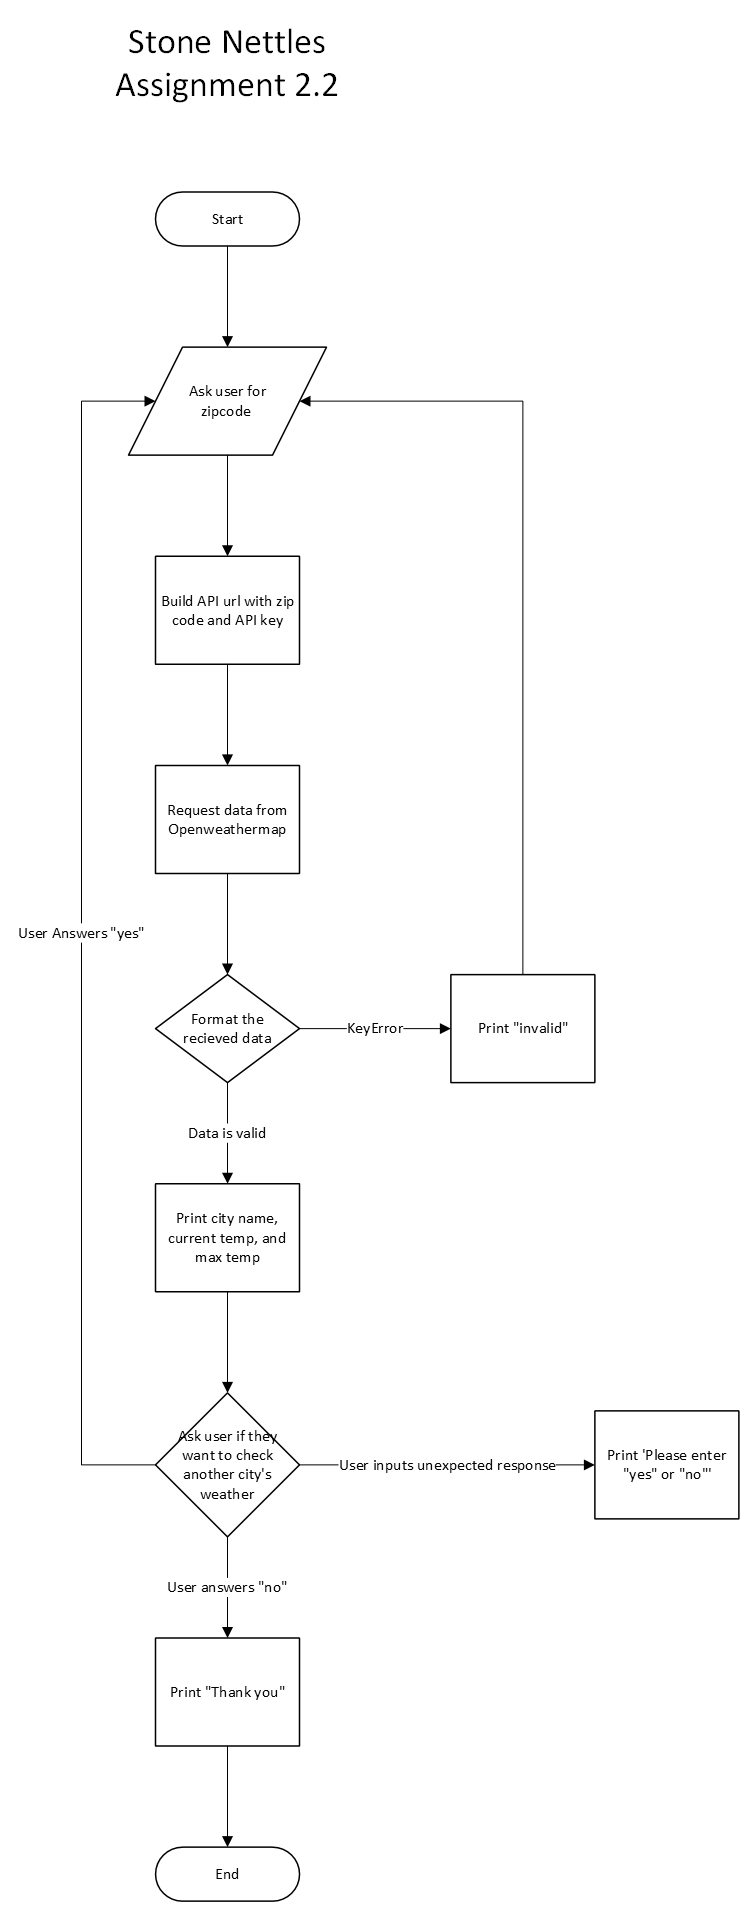 Stone Nettles
Assignment 2.2
Start
Ask user for
zipcode
Build API url with zip
code and API key
Request data from
Openweathermap
User Answers "yes"
Format the
recieved data
KeyError
Print "invalid"
Data is valid
Print city name,
current temp, and
max temp
Ask user if they
want to check
another city's
weather
User inputs unexpected response
Print 'Please enter
"yes" or "no"'
User answers "no"
Print "Thank you"
End